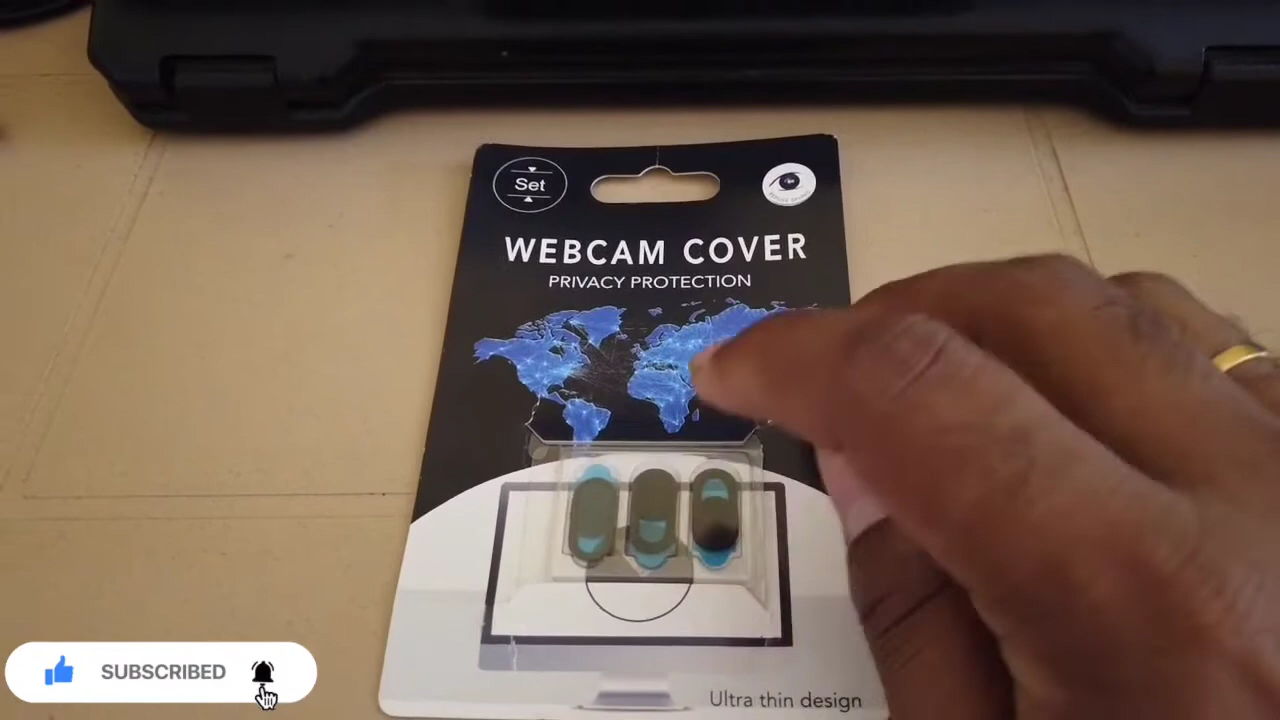 Set
WEBCAM COVER
PRIVACY PROTECTION
Ultra thin design
SUBSCRIBED